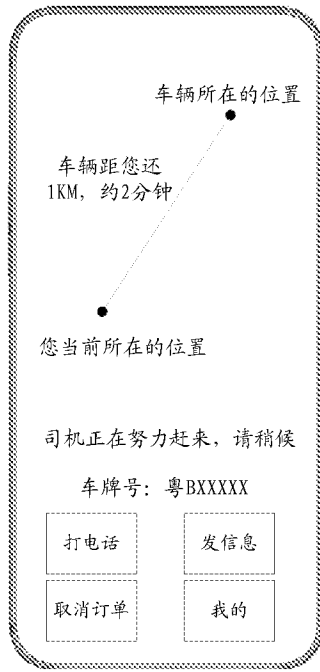 车辆所在的位置
车辆距您还
1KM，约2分钟
您当前所在的位置
司机正在努力赶来，请稍候
车牌号：粤BXXXXX
打电话
发信息
取消订单
我的